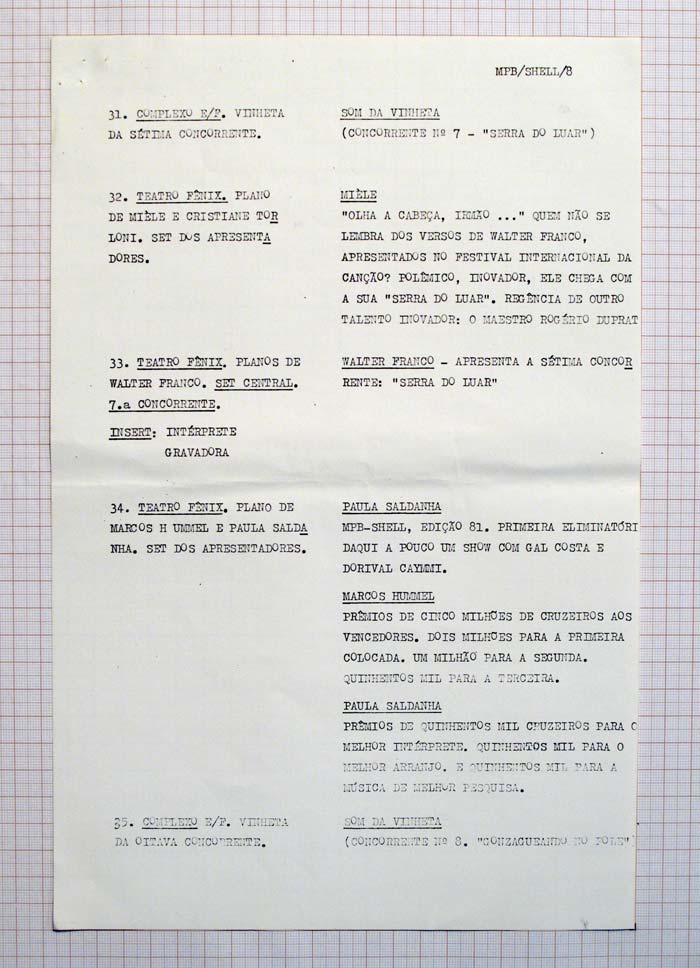 MPB/SHELL/8
31. COMPLEXO E/F. VINHETA
DA SÉTIMA CONCORRENTE.
SOM DA VINHETA
(CONCORRENTE Nº 7 - "SERRA DO LUAR")
32. TEATRO FÊNIX. PLANO
DE MIÈLE E CRISTIANE TOR
LONI. SET DOS APRESENTA
DORES.
MIÈLE
"OLHA A CABEÇA, IRMÃO ..." QUEM NÃO SE
LEMBRA DOS VERSOS DE WALTER FRANCO,
APRESENTADOS NO FESTIVAL INTERNACIONAL DA
CANÇÃO? POLÊMICO, INOVADOR, ELE CHEGA COM
A SUA "SERRA DO LUAR". REGÊNCIA DE OUTRO
TALENTO INOVADOR: O MAESTRO ROGÉRIO DUPRAT
33. TEATRO FÊNIX. PLANOS DE
WALTER FRANCO. SET CENTRAL.
7.a CONCORRENTE.
INSERT: INTÉRPRETE
GRAVADORA
WALTER FRANCO - APRESENTA A SÉTIMA CONCOR
RENTE: "SERRA DO LUAR"
34. TEATRO FÊNIX. PLANO DE
MARCOS H UMMEL E PAULA SALDA
NHA. SET DOS APRESENTADORES.
PAULA SALDANHA
MPB-SHELL, EDIÇÃO 81. PRIMEIRA ELIMINATÓRI
DAQUI A POUCO UM SHOW COM GAL COSTA E
DORIVAL CAYMMI.
MARCOS HUMMEL
PRÊMIOS DE CINCO MILHÕES DE CRUZEIROS AOS
VENCEDORES. DOIS MILHÕES PARA A PRIMEIRA
COLOCADA. UM MILHÃO PARA A SEGUNDA.
QUINHENTOS MIL PARA A TERCEIRA.
PAULA SALDANHA
PRÊMIOS DE QUINHENTOS MIL CRUZEIROS PARA O
MELHOR INTÉRPRETE. QUINHENTOS MIL PARA O
MELHOR ARRANJO. E QUINHENTOS MIL PARA A
MÚSICA DE MELHOR PESQUISA.
35. COMPLEXO E/F. VINHETA
DA OITAVA CONCORRENTE.
SOM DA VINHETA
(CONCORRENTE Nº 8. "GONZAGUEANDO NO FOLE")